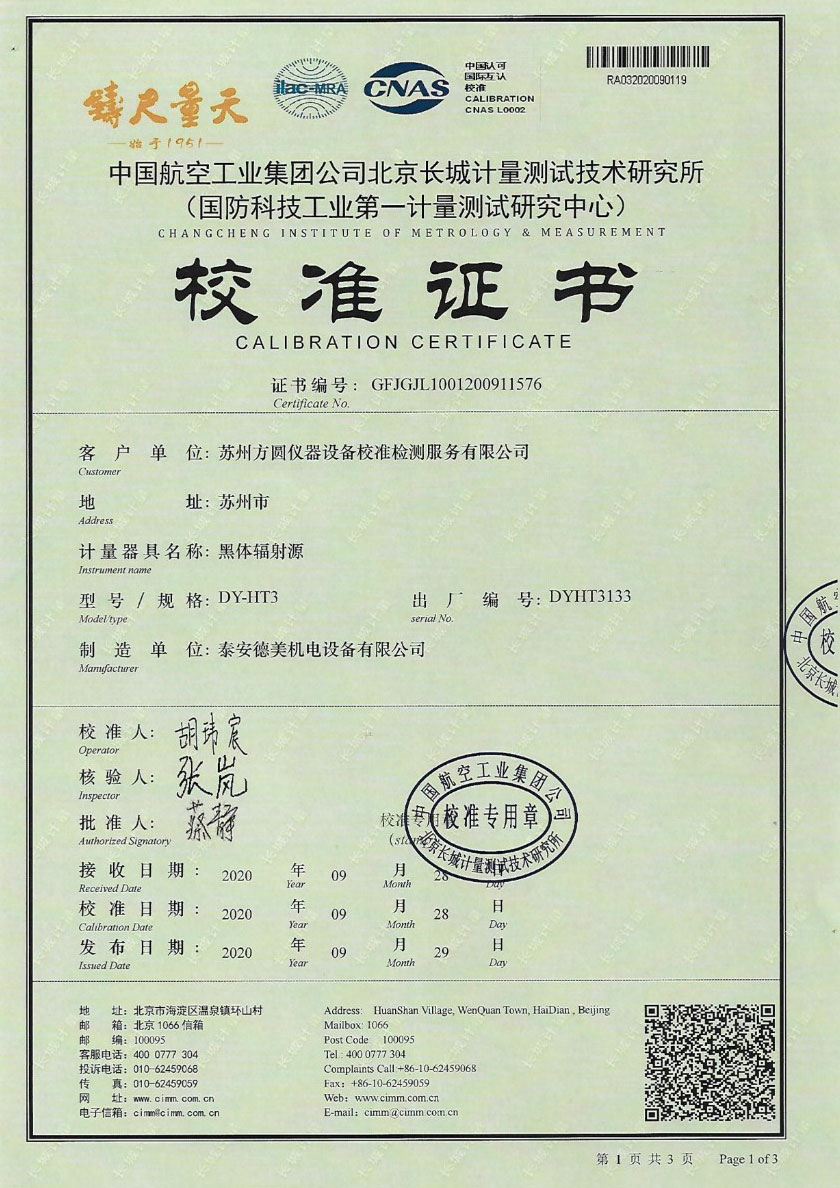 鑄尺量天
始于1951
ilac-MRA
CNAS
中国认可
国际互认
校准
CALIBRATION
CNAS L0002
RA032020090119
中国航空工业集团公司北京长城计量测试技术研究所
（国防科技工业第一计量测试研究中心）
CHANGCHENG INSTITUTE OF METROLOGY & MEASUREMENT
校准证书
CALIBRATION CERTIFICATE
证书编号: GFJGJL1001200911576
Certificate No.
客户单位: 苏州方圆仪器设备校准检测服务有限公司
Customer
地址: 苏州市
Address
计量器具名称: 黑体辐射源
Instrument name
型号/规格: DY-HT3 出厂编号: DYHT3133
Model/type serial No.
制造单位: 泰安德美机电设备有限公司
Manufacturer
校准人: 胡玮宸
Operator
核验人: 张岚
Inspector
批准人: 蔡静 校准专用
Authorized Signatory
中国航空工业集团公司
校准专用章
北京长城计量测试技术研究所
中国航空
校
北京长城
接收日期: 2020 年 09 月 28
Received Date Year Month Day
校准日期: 2020 年 09 月 28 日
Calibration Date Year Month Day
发布日期: 2020 年 09 月 29 日
Issued Date Year Month Day
地址: 北京市海淀区温泉镇环山村 Address: HuanShan Village, WenQuan Town, HaiDian , Beijing
邮箱: 北京 1066 信箱 Mailbox: 1066
邮编: 100095 Post Code 100095
客服电话: 400 0777 304 Tel : 400 0777 304
投诉电话: 010-62459068 Complaints Call:+86-10-62459068
传真: 010-62459059 Fax: +86-10-62459059
网址: www.cimm.com.cn Web: www.cimm.com.cn
电子信箱: cimm@cimm.com.cn E-mail: cimm@cimm.com.cn
第 1 页 共 3 页 Page 1 of 3